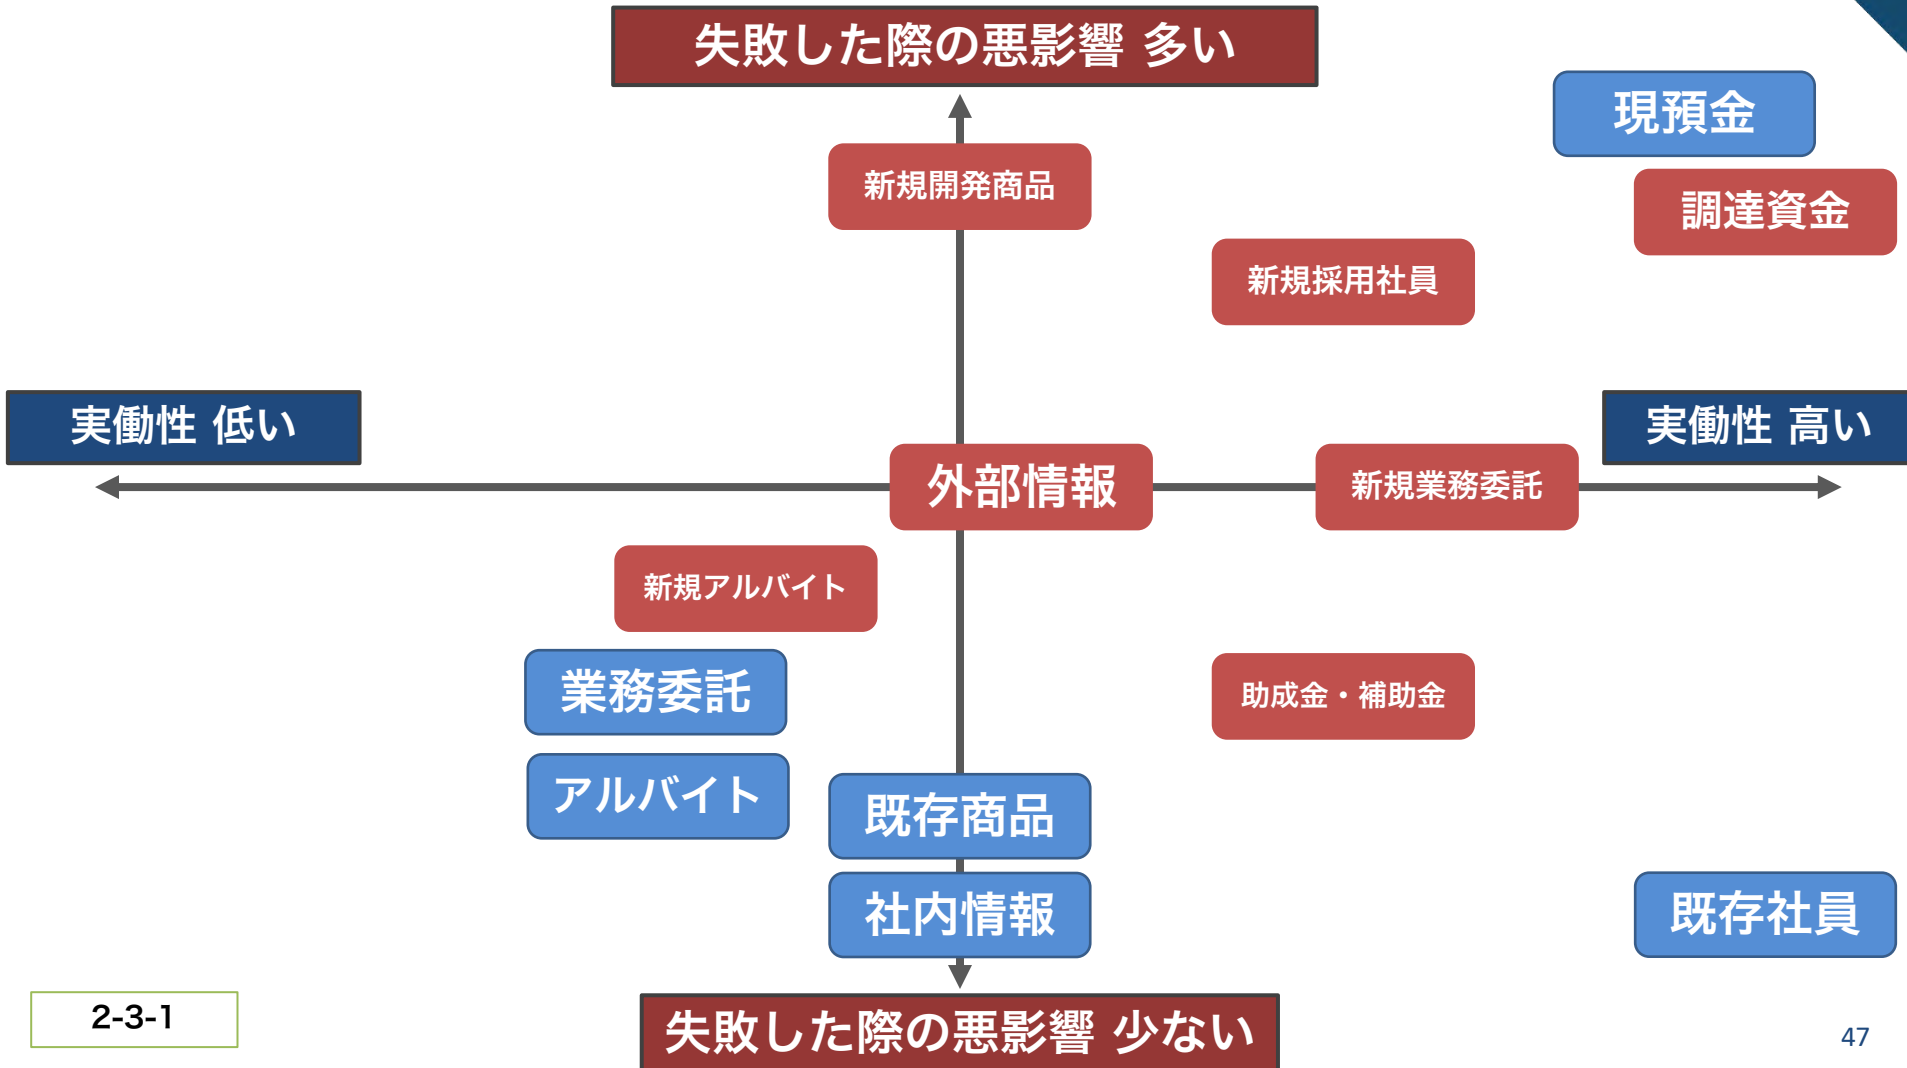 失敗した際の悪影響 多い
現預金
新規開発商品
調達資金
新規採用社員
実働性 低い
実働性 高い
外部情報
新規業務委託
新規アルバイト
業務委託
助成金・補助金
アルバイト
既存商品
社内情報
既存社員
2-3-1
失敗した際の悪影響 少ない
47